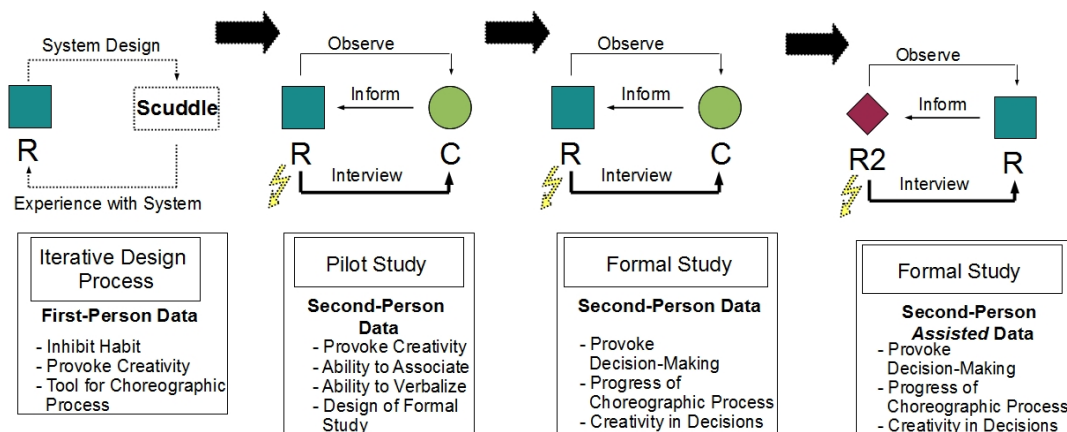 System Design
Scuddle
R
Experience with System
Iterative Design
Process
First-Person Data
- Inhibit Habit
- Provoke Creativity
- Tool for Choreographic
Process
Observe
Inform
R
C
Interview
Pilot Study
Second-Person
Data
- Provoke Creativity
- Ability to Associate
- Ability to Verbalize
- Design of Formal
Study
Observe
Inform
R
C
Interview
Formal Study
Second-Person Data
- Provoke
Decision-Making
- Progress of
Choreographic Process
- Creativity in Decisions
Observe
Inform
R2
R
Interview
Formal Study
Second-Person
Assisted Data
- Provoke
Decision-Making
- Progress of
Choreographic Process
- Creativity in Decisions